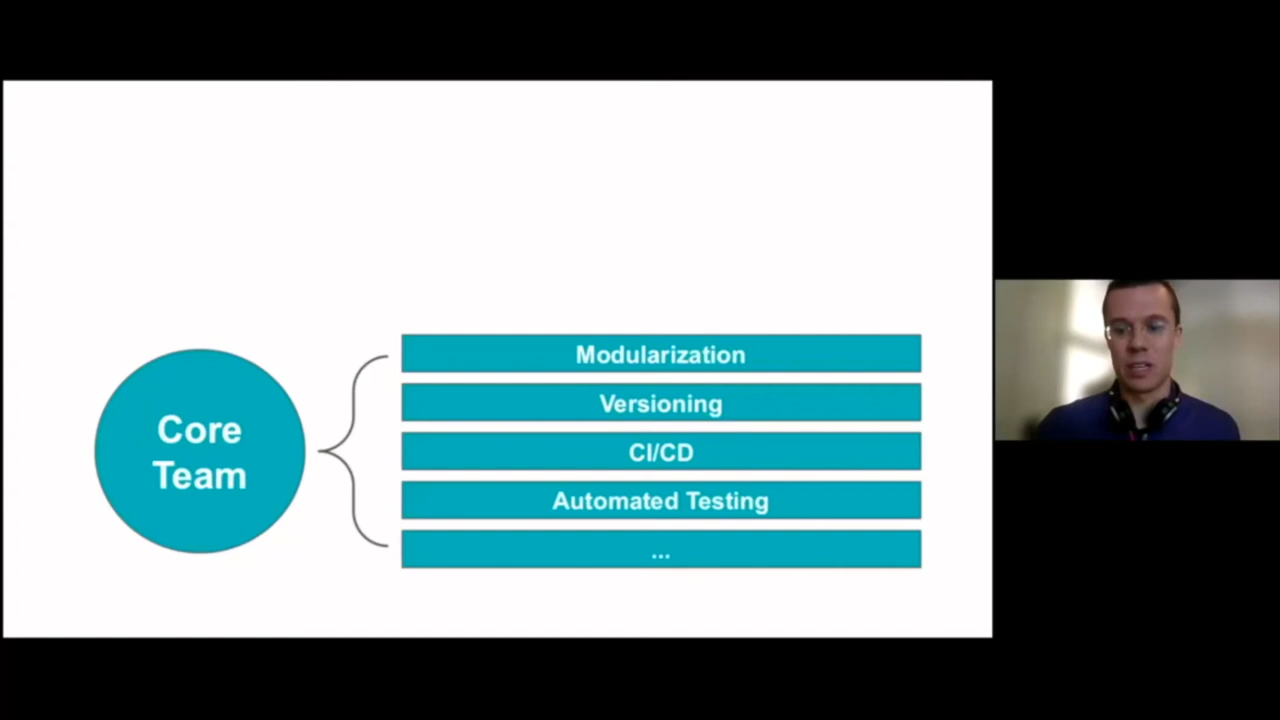 Core
Team
Modularization
Versioning
CI/CD
Automated Testing
...